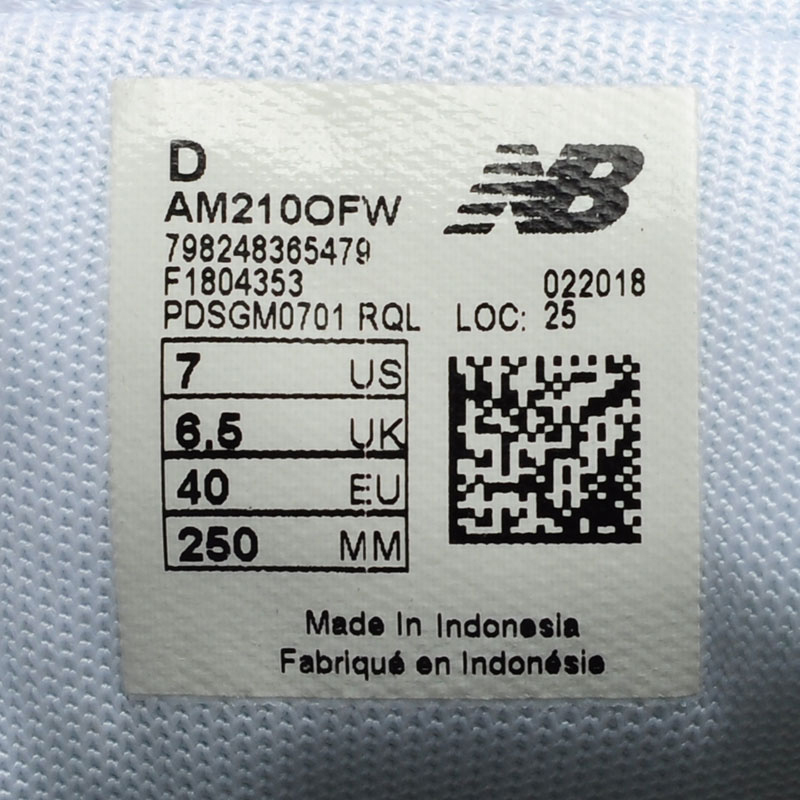 D
NB
AM210OFW
798248365479
F1804353 022018
PDSGM0701 RQL LOC: 25
7 US
6.5 UK
40 EU
250 MM
Made In Indonesia
Fabriqué en Indonésie